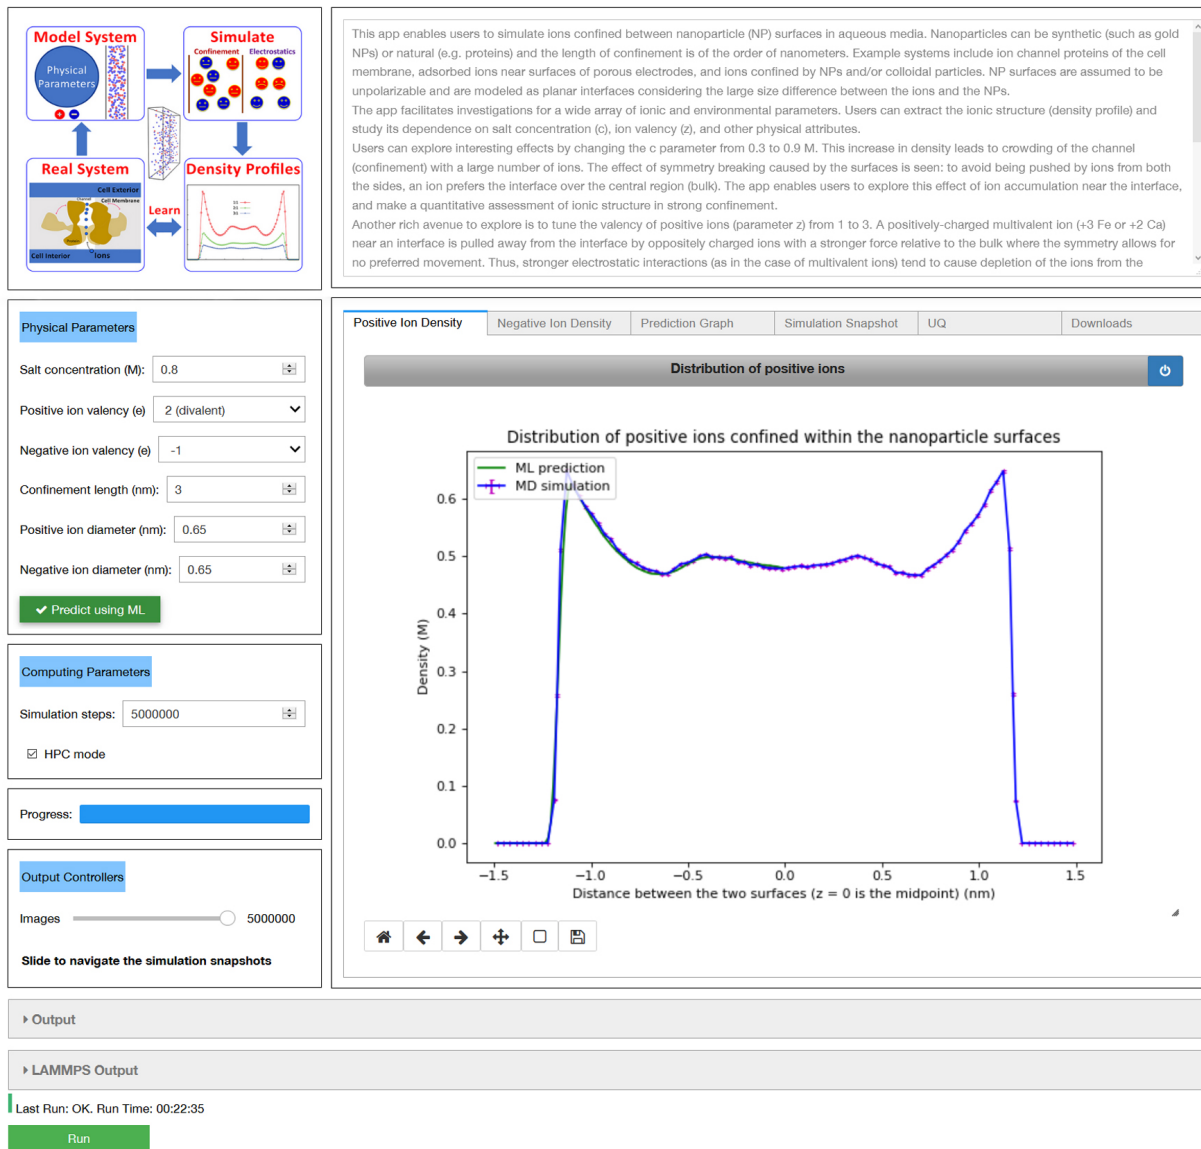 Model System
Physical
Parameters
Simulate
Confinement Electrostatics
Real System
Cell Exterior
Channel
Cell Membrane
Protein
Cell Interior
Ions
Learn
Density Profiles
This app enables users to simulate ions confined between nanoparticle (NP) surfaces in aqueous media. Nanoparticles can be synthetic (such as gold
NPs) or natural (e.g. proteins) and the length of confinement is of the order of nanometers. Example systems include ion channel proteins of the cell
membrane, adsorbed ions near surfaces of porous electrodes, and ions confined by NPs and/or colloidal particles. NP surfaces are assumed to be
unpolarizable and are modeled as planar interfaces considering the large size difference between the ions and the NPs.
The app facilitates investigations for a wide array of ionic and environmental parameters. Users can extract the ionic structure (density profile) and
study its dependence on salt concentration (c), ion valency (z), and other physical attributes.
Users can explore interesting effects by changing the c parameter from 0.3 to 0.9 M. This increase in density leads to crowding of the channel
(confinement) with a large number of ions. The effect of symmetry breaking caused by the surfaces is seen: to avoid being pushed by ions from both
the sides, an ion prefers the interface over the central region (bulk). The app enables users to explore this effect of ion accumulation near the interface,
and make a quantitative assessment of ionic structure in strong confinement.
Another rich avenue to explore is to tune the valency of positive ions (parameter z) from 1 to 3. A positively-charged multivalent ion (+3 Fe or +2 Ca)
near an interface is pulled away from the interface by oppositely charged ions with a stronger force relative to the bulk where the symmetry allows for
no preferred movement. Thus, stronger electrostatic interactions (as in the case of multivalent ions) tend to cause depletion of the ions from the
Physical Parameters
Salt concentration (M): 0.8
Positive ion valency (e) 2 (divalent)
Negative ion valency (e) -1
Confinement length (nm): 3
Positive ion diameter (nm): 0.65
Negative ion diameter (nm): 0.65
Predict using ML
Computing Parameters
Simulation steps: 5000000
HPC mode
Progress:
Output Controllers
Images 5000000
Slide to navigate the simulation snapshots
Positive Ion Density Negative Ion Density Prediction Graph Simulation Snapshot UQ Downloads
Distribution of positive ions
Distribution of positive ions confined within the nanoparticle surfaces
ML prediction
MD simulation
0.6
0.5
0.4
0.3
0.2
0.1
0.0
Density (M)
−1.5 −1.0 −0.5 0.0 0.5 1.0 1.5
Distance between the two surfaces (z = 0 is the midpoint) (nm)
Output
LAMMPS Output
Last Run: OK. Run Time: 00:22:35
Run